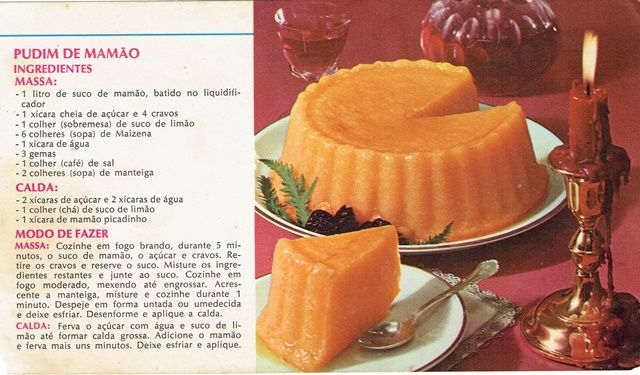 PUDIM DE MAMÃO
INGREDIENTES
MASSA:
- 1 litro de suco de mamão, batido no liquidifi-
cador
- 1 xícara cheia de açúcar e 4 cravos
- 1 colher (sobremesa) de suco de limão
- 6 colheres (sopa) de Maizena
- 1 xícara de água
- 3 gemas
- 1 colher (café) de sal
- 2 colheres (sopa) de manteiga
CALDA:
- 2 xícaras de açúcar e 2 xícaras de água
- 1 colher (chá) de suco de limão
- 1 xícara de mamão picadinho
MODO DE FAZER
MASSA: Cozinhe em fogo brando, durante 5 mi-
nutos, o suco de mamão, o açúcar e cravos. Re-
tire os cravos e reserve o suco. Misture os ingre-
dientes restantes e junte ao suco. Cozinhe em
fogo moderado, mexendo até engrossar. Acres-
cente a manteiga, misture e cozinhe durante 1
minuto. Despeje em forma untada ou umedecida
e deixe esfriar. Desenforme e aplique a calda.
CALDA: Ferva o açúcar com água e suco de li-
mão até formar calda grossa. Adicione o mamão
e ferva mais uns minutos. Deixe esfriar e aplique.